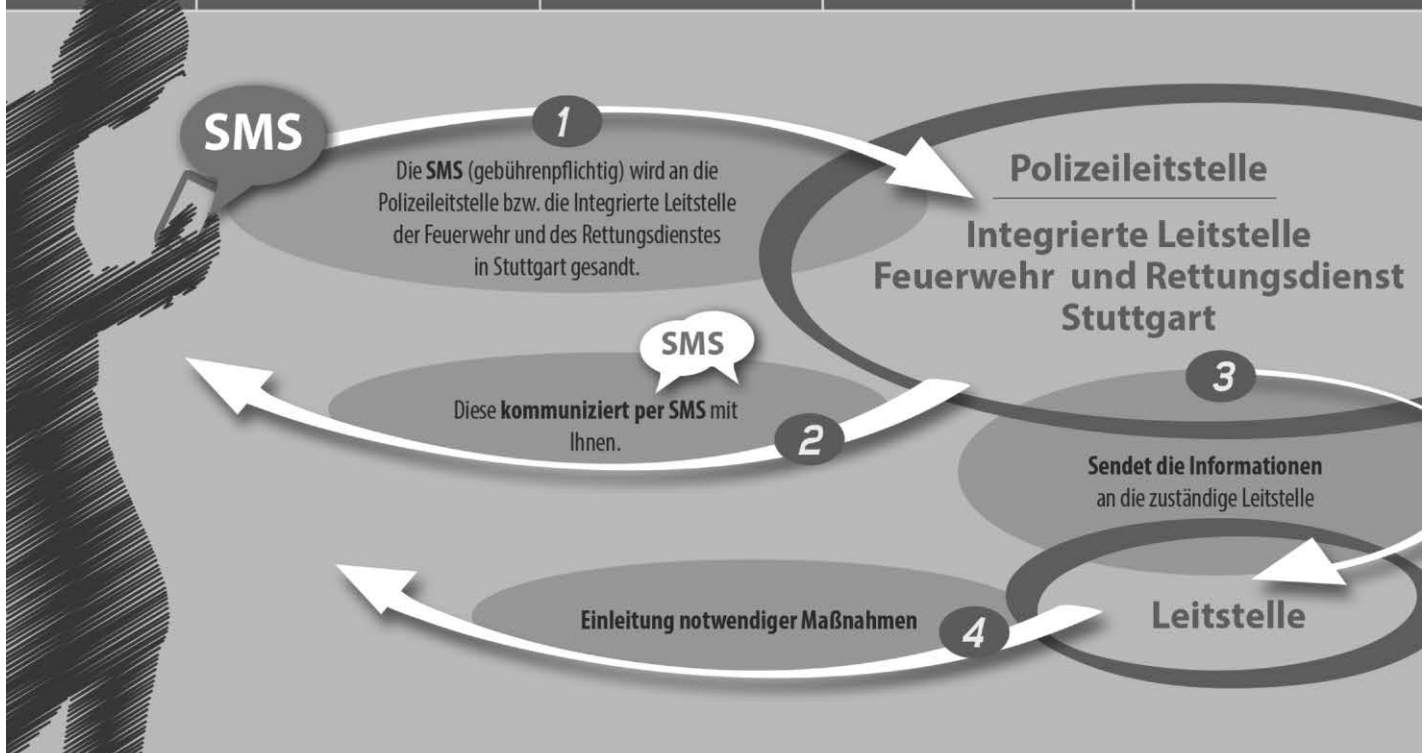 SMS
1
Die SMS (gebührenpflichtig) wird an die
Polizeileitstelle bzw. die Integrierte Leitstelle
der Feuerwehr und des Rettungsdienstes
in Stuttgart gesandt.
Polizeileitstelle
Integrierte Leitstelle
Feuerwehr und Rettungsdienst
Stuttgart
SMS
Diese kommuniziert per SMS mit
Ihnen.
2
3
Sendet die Informationen
an die zuständige Leitstelle
Einleitung notwendiger Maßnahmen
4
Leitstelle